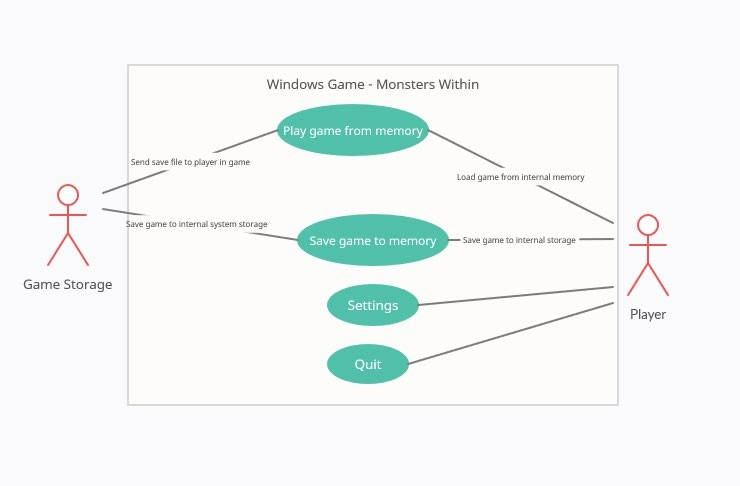 Windows Game - Monsters Within
Play game from memory
Send save file to player in game
Load game from internal memory
Save game to internal system storage
Save game to memory
Save game to internal storage
Game Storage
Settings
Player
Quit